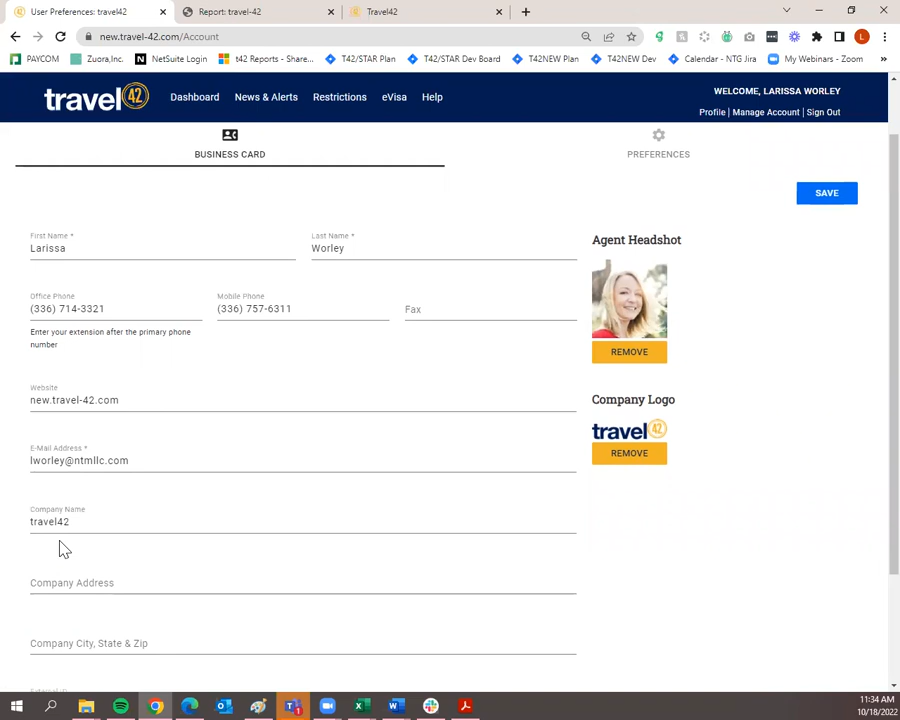 User Preferences: travel42
Report: travel-42
Travel42
new.travel-42.com/Account
PAYCOM
Zuora,Inc.
NetSuite Login
t42 Reports - Share...
T42/STAR Plan
T42/STAR Dev Board
T42NEW Plan
T42NEW Dev
Calendar - NTG Jira
My Webinars - Zoom
travel 42
Dashboard
News & Alerts
Restrictions
eVisa
Help
WELCOME, LARISSA WORLEY
Profile | Manage Account | Sign Out
BUSINESS CARD
PREFERENCES
SAVE
First Name *
Larissa
Last Name *
Worley
Office Phone
(336) 714-3321
Mobile Phone
(336) 757-6311
Fax
Enter your extension after the primary phone
number
Website
new.travel-42.com
E-Mail Address *
lworley@ntmllc.com
Company Name
travel42
Company Address
Company City, State & Zip
Agent Headshot
REMOVE
Company Logo
travel 42
REMOVE
11:34 AM
10/18/2022